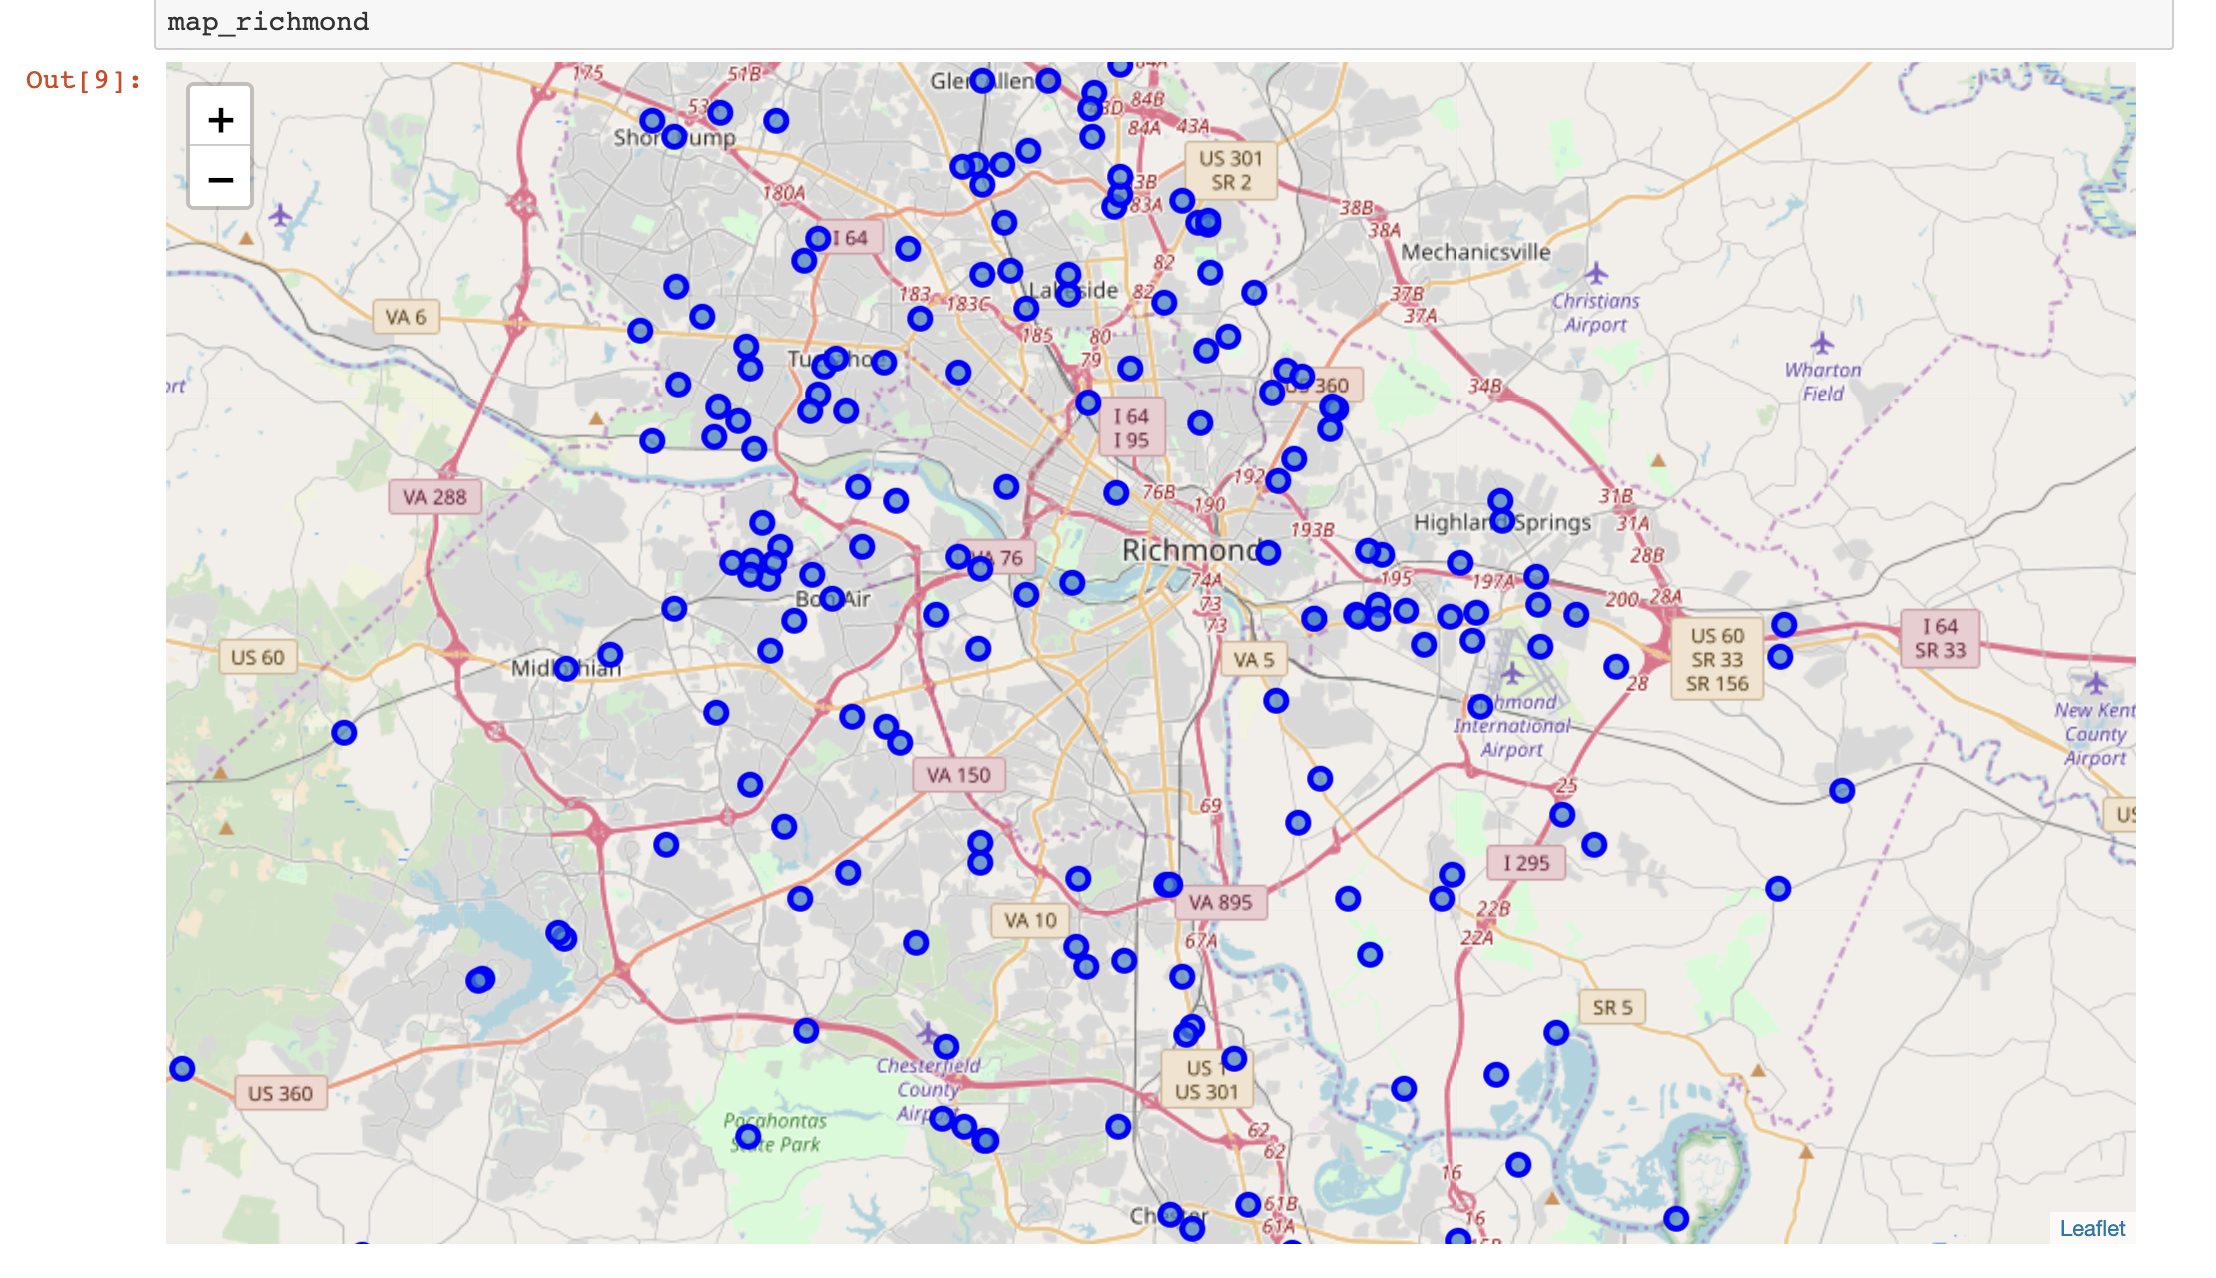 map_richmond
Out[9]:
+
−
175
51B
53
Glen Allen
84A
84B
3D
84A
43A
Short Pump
US 301
SR 2
180A
3B
83A
38B
38A
I 64
Mechanicsville
82
183
183C
Lakeside
82
37B
37A
Christians
Airport
VA 6
185
80
79
Tuckahoe
Wharton
Field
ort
US 360
34B
I 64
I 95
VA 288
192
76B
190
31B
31A
Highland Springs
193B
Richmond
VA 76
28B
195
197A
74A
73
73
200
28A
Bon Air
I 64
SR 33
US 60
SR 33
SR 156
US 60
VA 5
Midlothian
28
Richmond
International
Airport
New Kent
County
Airport
VA 150
25
69
US
I 295
VA 895
VA 10
22B
22A
67A
SR 5
Chesterfield
County
Airport
US 1
US 301
US 360
Pocahontas
State Park
62
62
16
61B
61A
Chester
16
15B
Leaflet